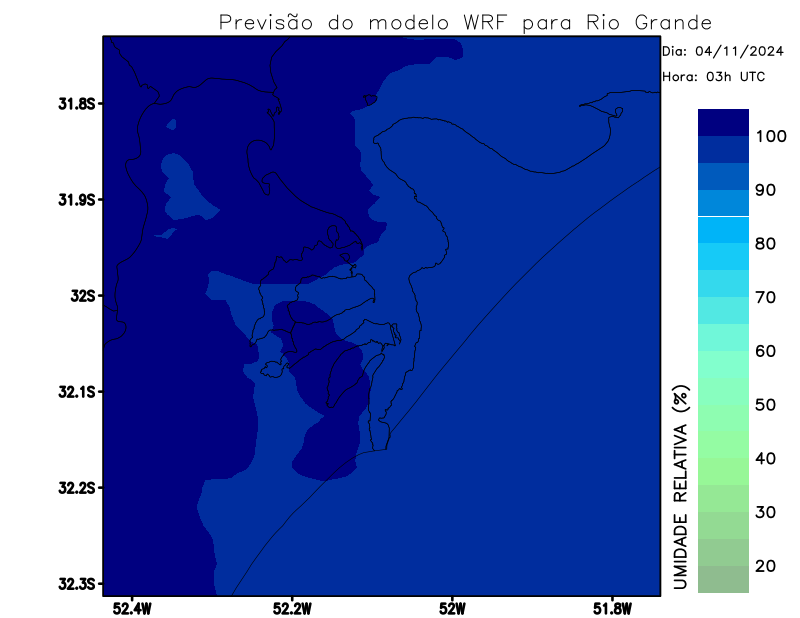 Previsão do modelo WRF para Rio Grande
Dia: 04/11/2024
Hora: 03h UTC
31.8S
31.9S
32S
32.1S
32.2S
32.3S
52.4W
52.2W
52W
51.8W
UMIDADE RELATIVA (%)
100
90
80
70
60
50
40
30
20